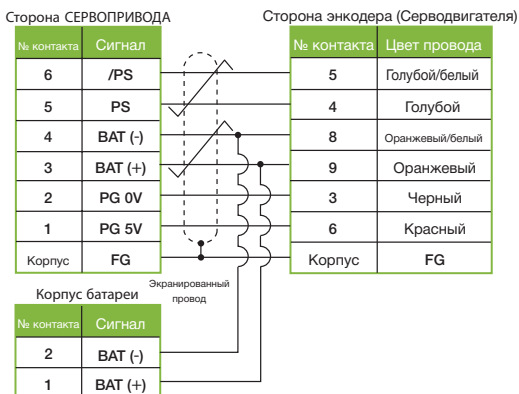 Сторона СЕРВОПРИВОДА
№ контакта Сигнал
6 /PS
5 PS
4 BAT (-)
3 BAT (+)
2 PG 0V
1 PG 5V
Корпус FG
Сторона энкодера (Серводвигателя)
№ контакта Цвет провода
5 Голубой/белый
4 Голубой
8 Оранжевый/белый
9 Оранжевый
3 Черный
6 Красный
Корпус FG
Экранированный
провод
Корпус батареи
№ контакта Сигнал
2 BAT (-)
1 BAT (+)